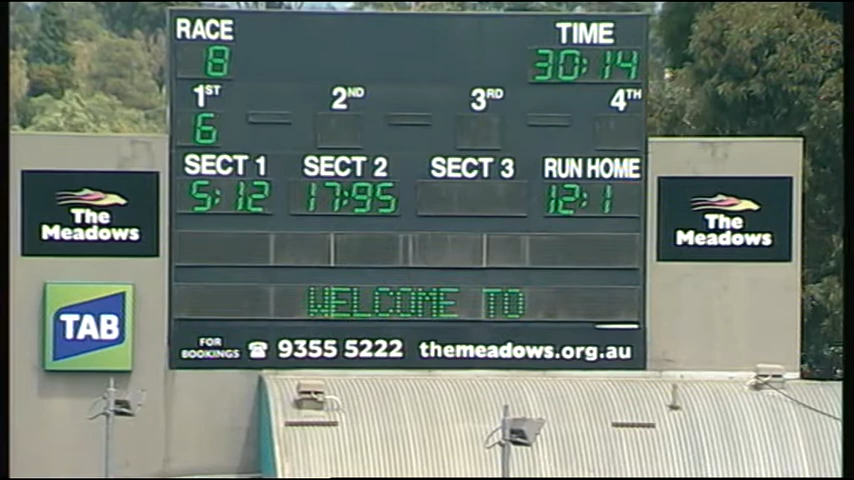 RACE TIME
8 30:14
1ST 2ND 3RD 4TH
6
SECT 1 SECT 2 SECT 3 RUN HOME
5:12 17:95 12:1
The Meadows
The Meadows
WELCOME TO
TAB
FOR BOOKINGS ☎ 9355 5222 themeadows.org.au